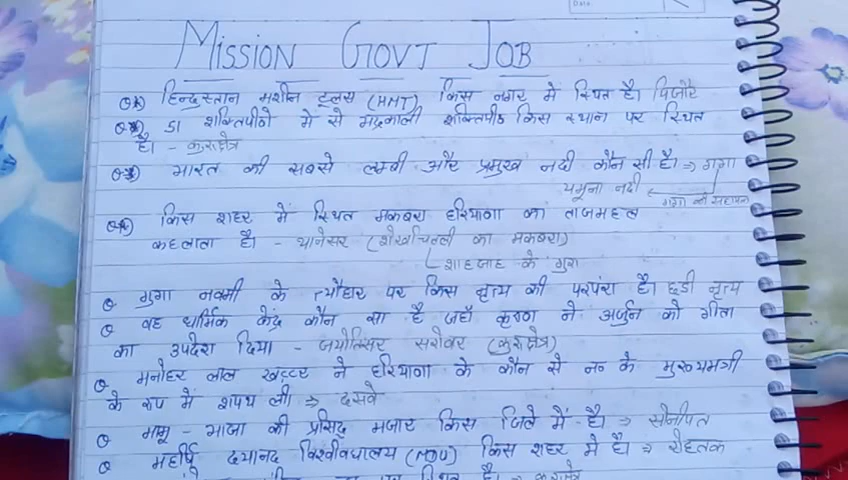 MISSION GOVT JOB
Q1) हिन्दुस्तान मशीन टूलस (HMT) किस नगर में स्थित है। पिंजौर
Q2) 51 शक्तिपीठो में से भद्रकाली शक्तिपीठ किस स्थान पर स्थित
है। - कुरुक्षेत्र
Q3) भारत की सबसे लम्बी और प्रमुख नदी कौन सी है। ⇒ गंगा
यमुना नदी ← गंगा की सहायक
Q4) किस शहर में स्थित मकबरा हरियाणा का ताजमहल
कहलाता है। - थानेसर (शेखचिल्ली का मकबरा)
शाहजाह के गुरु
Q गुगा नवमी के त्यौहार पर किस नृत्य की परंपरा है। छड़ी नृत्य
Q वह धार्मिक केंद्र कौन सा है जहाँ कृष्ण ने अर्जुन को गीता
का उपदेश दिया - ज्योतिसर सरोवर (कुरुक्षेत्र)
Q मनोहर लाल खट्टर ने हरियाणा के कौन से न० के मुख्यमंत्री
के रूप में शपथ ली। ⇒ दसवे
Q मामू - भांजा की प्रसिद्ध मजार किस जिले में है। ⇒ सोनीपत
Q महर्षि दयानंद विश्वविद्यालय (MDU) किस शहर मे है। ⇒ रोहतक
है। ⇒ कुरुक्षेत्र